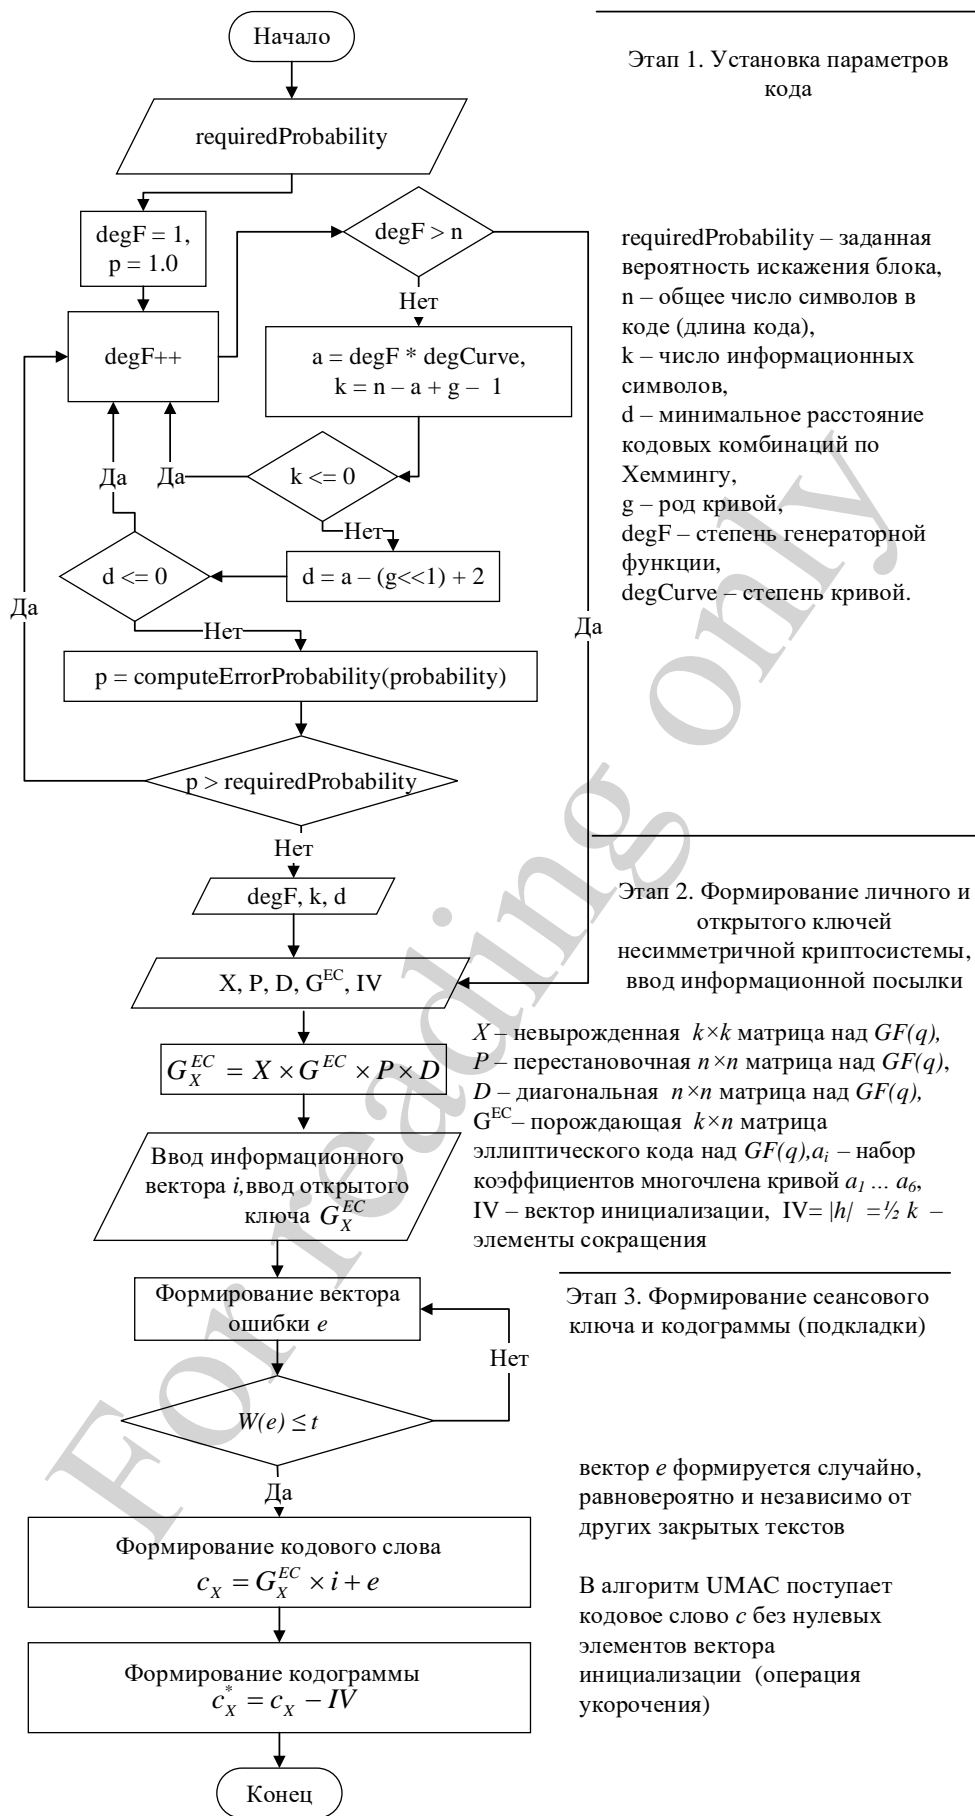 Начало
Этап 1. Установка параметров
кода
requiredProbability
degF = 1,
p = 1.0
degF > n
Нет
degF++
a = degF * degCurve,
k = n – a + g – 1
requiredProbability – заданная
вероятность искажения блока,
n – общее число символов в
коде (длина кода),
k – число информационных
символов,
d – минимальное расстояние
кодовых комбинаций по
Хеммингу,
g – род кривой,
degF – степень генераторной
функции,
degCurve – степень кривой.
Да
Да
k <= 0
Нет
d <= 0
d = a – (g<<1) + 2
Да
Нет
Да
p = computeErrorProbability(probability)
p > requiredProbability
Нет
degF, k, d
Этап 2. Формирование личного и
открытого ключей
несимметричной криптосистемы,
ввод информационной посылки
X, P, D, G^EC, IV
G_X^EC = X × G^EC × P × D
X – невырожденная k×k матрица над GF(q),
P – перестановочная n×n матрица над GF(q),
D – диагональная n×n матрица над GF(q),
G^EC– порождающая k×n матрица
эллиптического кода над GF(q), a_i – набор
коэффициентов многочлена кривой a_1 ... a_6,
IV – вектор инициализации, IV= |h| =½ k –
элементы сокращения
Ввод информационного
вектора i, ввод открытого
ключа G_X^EC
Этап 3. Формирование сеансового
ключа и кодограммы (подкладки)
Формирование вектора
ошибки e
Нет
W(e) ≤ t
Да
вектор e формируется случайно,
равновероятно и независимо от
других закрытых текстов
Формирование кодового слова
c_X = G_X^EC × i + e
В алгоритм UMAC поступает
кодовое слово c без нулевых
элементов вектора
инициализации (операция
укорочения)
Формирование кодограммы
c_X^* = c_X – IV
Конец
For reading only